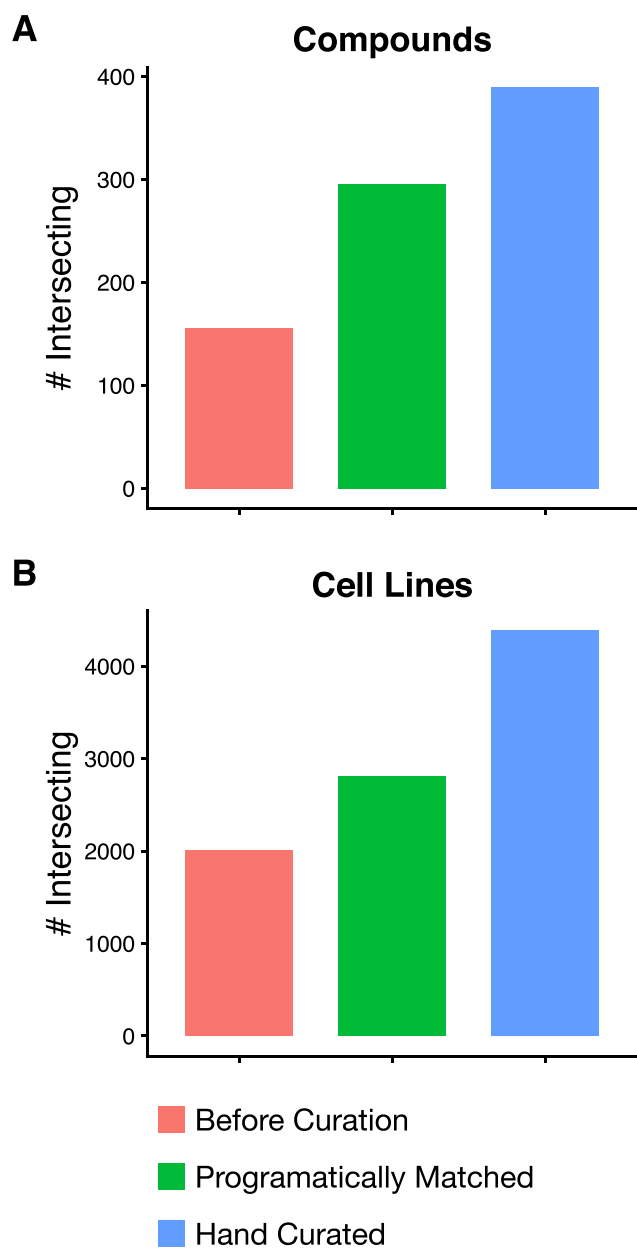 A
Compounds
# Intersecting
400
300
200
100
0
B
Cell Lines
# Intersecting
4000
3000
2000
1000
0
Before Curation
Programatically Matched
Hand Curated